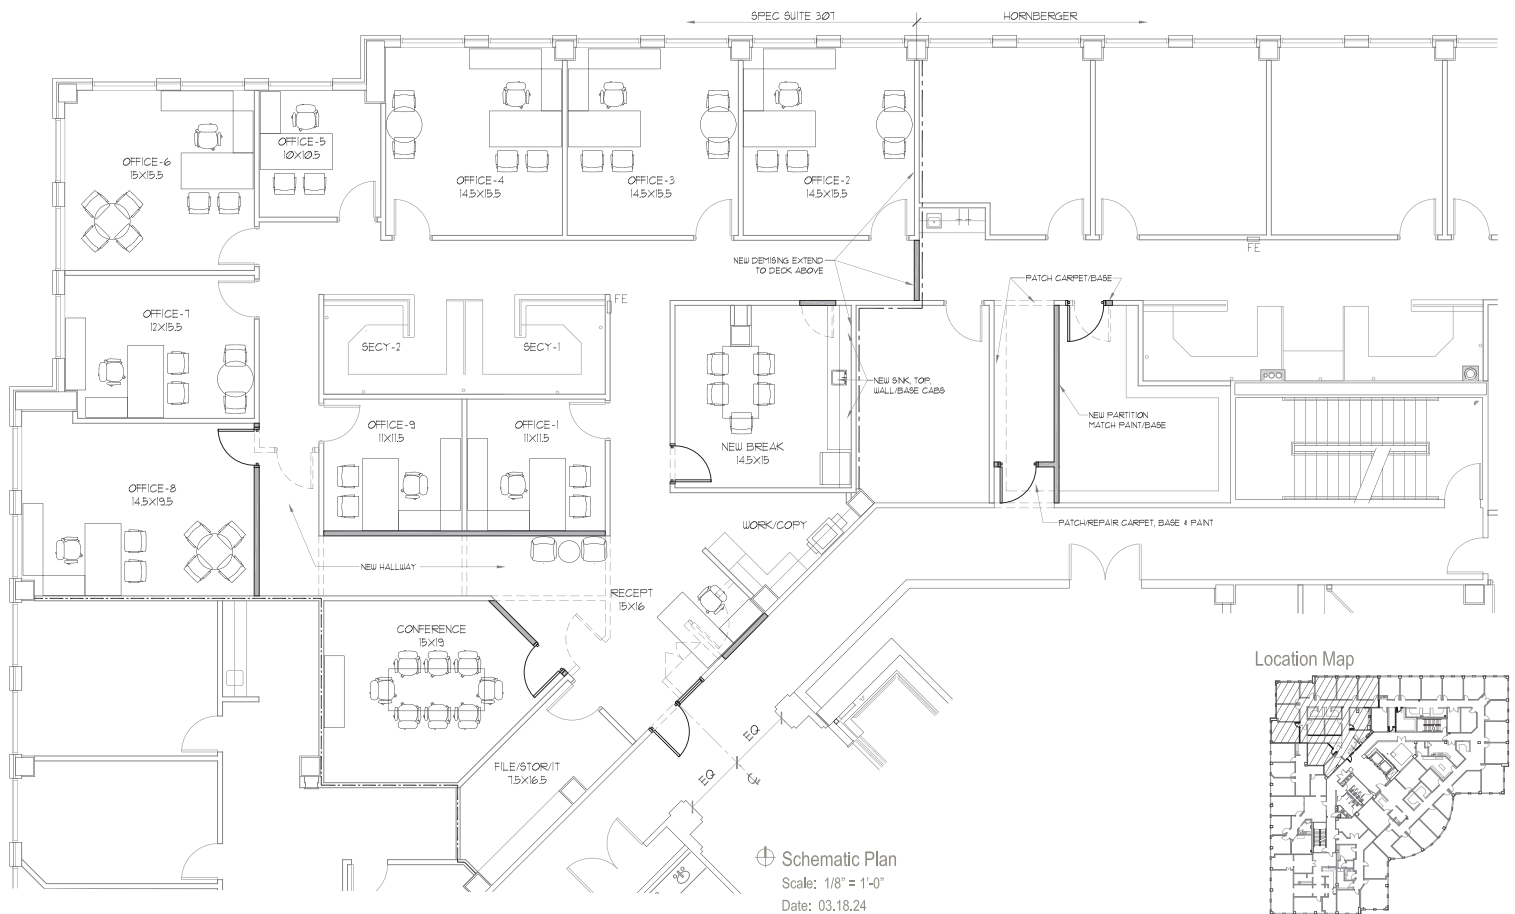 SPEC SUITE 307
HORNBERGER
OFFICE-6
15X15.5
OFFICE-5
10X10.5
OFFICE-4
14.5X15.5
OFFICE-3
14.5X15.5
OFFICE-2
14.5X15.5
NEW DEMISING EXTEND
TO DECK ABOVE
FE
PATCH CARPET/BASE
FE
OFFICE-7
12X15.5
SECY-2
SECY-1
NEW SINK, TOP,
WALL/BASE CABS
NEW PARTITION
MATCH PAINT/BASE
OFFICE-9
11X11.5
OFFICE-1
11X11.5
NEW BREAK
14.5X15
OFFICE-8
14.5X19.5
WORK/COPY
PATCH/REPAIR CARPET, BASE & PAINT
NEW HALLWAY
RECEPT
15X16
CONFERENCE
15X19
FILE/STOR/IT
7.5X16.5
EQ
EQ
Location Map
Schematic Plan
Scale: 1/8" = 1'-0"
Date: 03.18.24